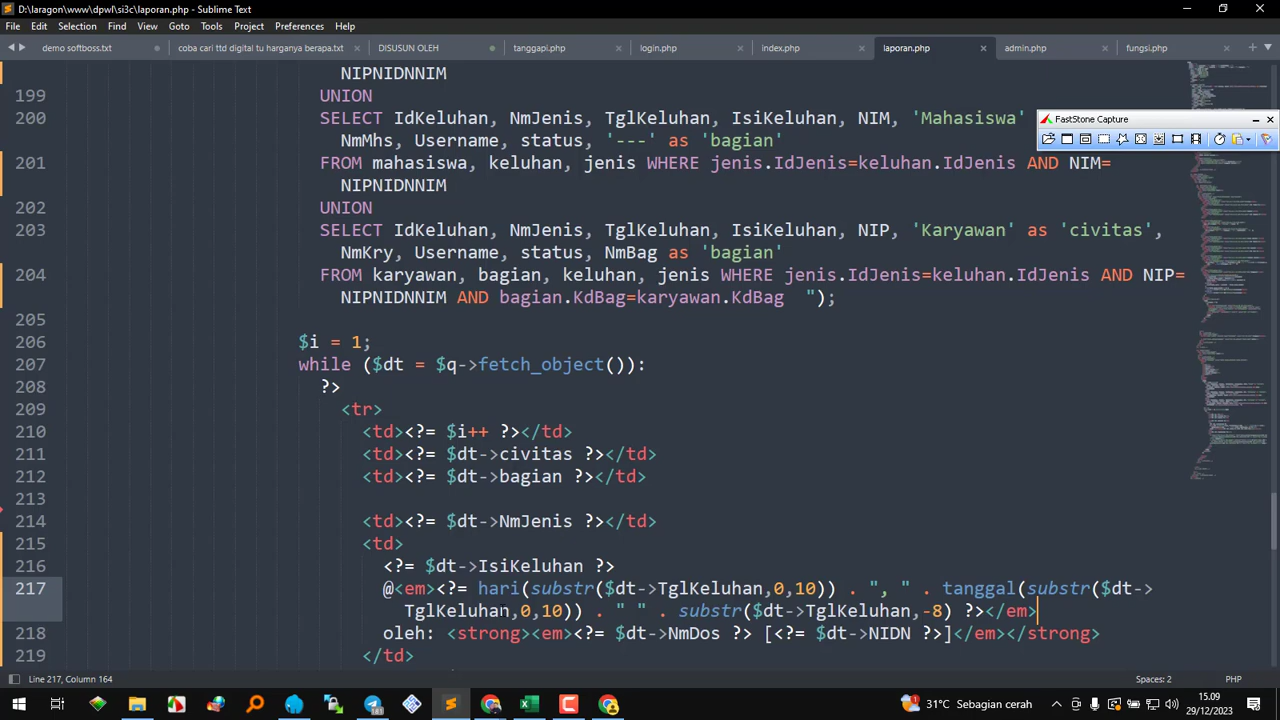 D:\laragon\www\dpwl\si3c\laporan.php - Sublime Text
File Edit Selection Find View Goto Tools Project Preferences Help
demo softboss.txt coba cari ttd digital tu harganya berapa.txt DISUSUN OLEH tanggapi.php login.php index.php laporan.php admin.php fungsi.php
NIPNIDNNIM
199 UNION
200 SELECT IdKeluhan, NmJenis, TglKeluhan, IsiKeluhan, NIM, 'Mahasiswa'
FastStone Capture
NmMhs, Username, status, '---' as 'bagian'
201 FROM mahasiswa, keluhan, jenis WHERE jenis.IdJenis=keluhan.IdJenis AND NIM=
NIPNIDNNIM
202 UNION
203 SELECT IdKeluhan, NmJenis, TglKeluhan, IsiKeluhan, NIP, 'Karyawan' as 'civitas',
NmKry, Username, status, NmBag as 'bagian'
204 FROM karyawan, bagian, keluhan, jenis WHERE jenis.IdJenis=keluhan.IdJenis AND NIP=
NIPNIDNNIM AND bagian.KdBag=karyawan.KdBag ");
205
206 $i = 1;
207 while ($dt = $q->fetch_object()):
208 ?>
209 <tr>
210 <td><?= $i++ ?></td>
211 <td><?= $dt->civitas ?></td>
212 <td><?= $dt->bagian ?></td>
213
214 <td><?= $dt->NmJenis ?></td>
215 <td>
216 <?= $dt->IsiKeluhan ?>
217 @<em><?= hari(substr($dt->TglKeluhan,0,10)) . ", " . tanggal(substr($dt->
TglKeluhan,0,10)) . " " . substr($dt->TglKeluhan,-8) ?></em>
218 oleh: <strong><em><?= $dt->NmDos ?> [<?= $dt->NIDN ?>]</em></strong>
219 </td>
Line 217, Column 164 Spaces: 2 PHP
31°C Sebagian cerah 15.09
29/12/2023